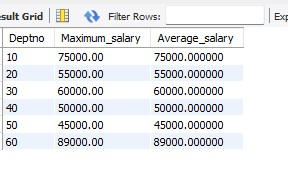 esult Grid Filter Rows: Exp
Deptno Maximum_salary Average_salary
10 75000.00 75000.000000
20 55000.00 55000.000000
30 60000.00 60000.000000
40 50000.00 50000.000000
50 45000.00 45000.000000
60 89000.00 89000.000000